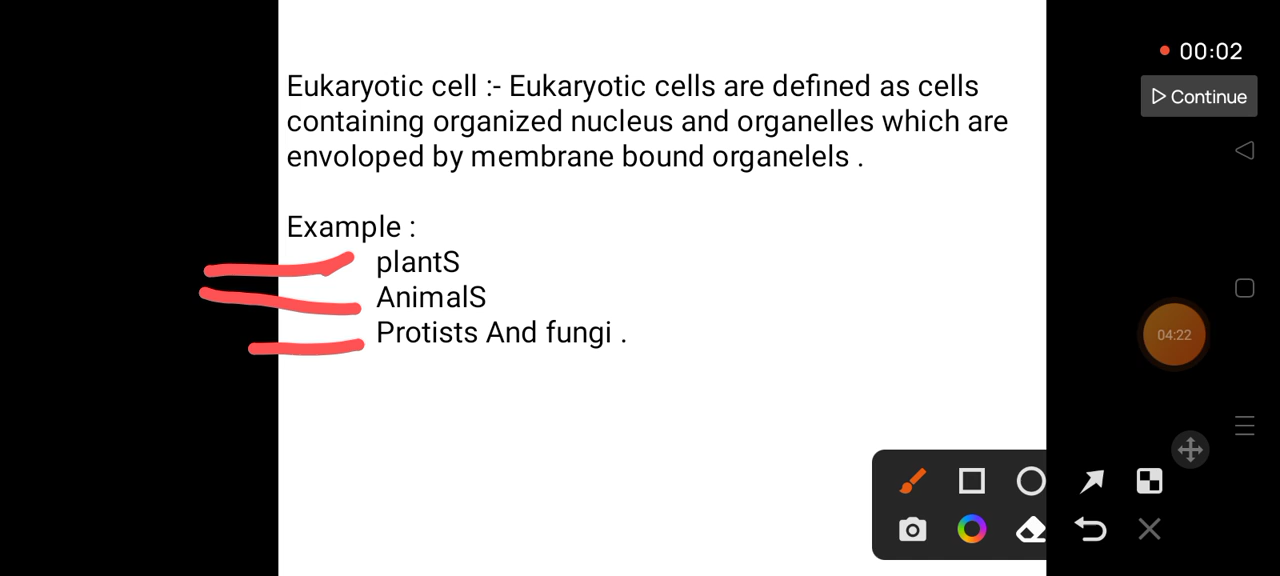 Eukaryotic cell :- Eukaryotic cells are defined as cells
containing organized nucleus and organelles which are
envoloped by membrane bound organelels .
Example :
plantS
AnimalS
Protists And fungi .
00:02
Continue
04:22